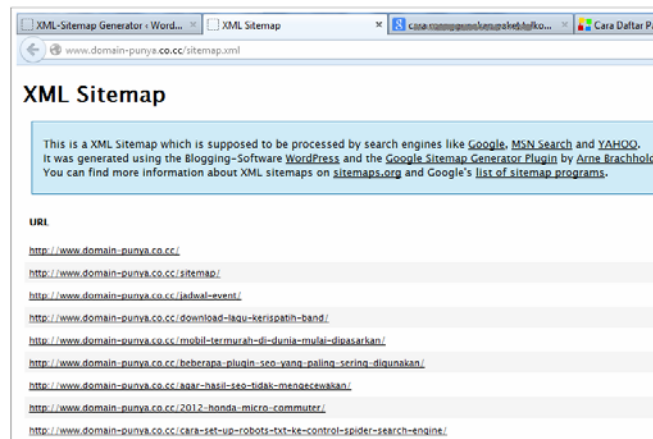 XML-Sitemap Generator ‹ Word... × XML Sitemap × cara ... × Cara Daftar Pa
www.domain-punya.co.cc/sitemap.xml
XML Sitemap
This is a XML Sitemap which is supposed to be processed by search engines like Google, MSN Search and YAHOO.
It was generated using the Blogging-Software WordPress and the Google Sitemap Generator Plugin by Arne Brachhold
You can find more information about XML sitemaps on sitemaps.org and Google's list of sitemap programs.
URL
http://www.domain-punya.co.cc/
http://www.domain-punya.co.cc/sitemap/
http://www.domain-punya.co.cc/jadwal-event/
http://www.domain-punya.co.cc/download-lagu-kerispatih-band/
http://www.domain-punya.co.cc/mobil-termurah-di-dunia-mulai-dipasarkan/
http://www.domain-punya.co.cc/beberapa-plugin-seo-yang-paling-sering-digunakan/
http://www.domain-punya.co.cc/agar-hasil-seo-tidak-mengecewakan/
http://www.domain-punya.co.cc/2012-honda-micro-commuter/
http://www.domain-punya.co.cc/cara-set-up-robots-txt-ke-control-spider-search-engine/